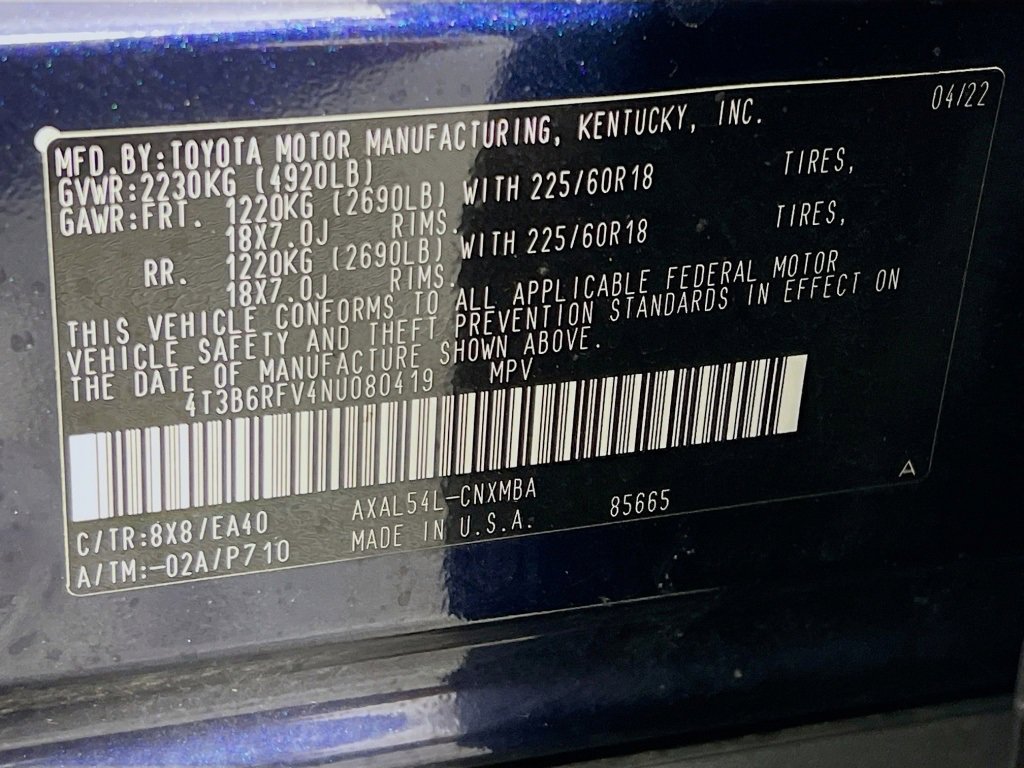 04/22
MFD.BY:TOYOTA MOTOR MANUFACTURING, KENTUCKY, INC.
GVWR:2230KG (4920LB)
GAWR:FRT. 1220KG (2690LB) WITH 225/60R18 TIRES,
18X7.0J RIMS.
RR. 1220KG (2690LB) WITH 225/60R18 TIRES,
18X7.0J RIMS.
THIS VEHICLE CONFORMS TO ALL APPLICABLE FEDERAL MOTOR
VEHICLE SAFETY AND THEFT PREVENTION STANDARDS IN EFFECT ON
THE DATE OF MANUFACTURE SHOWN ABOVE.
4T3B6RFV4NU080419 MPV
A
C/TR:8X8/EA40 AXAL54L-CNXMBA 85665
A/TM:-02A/P710 MADE IN U.S.A.